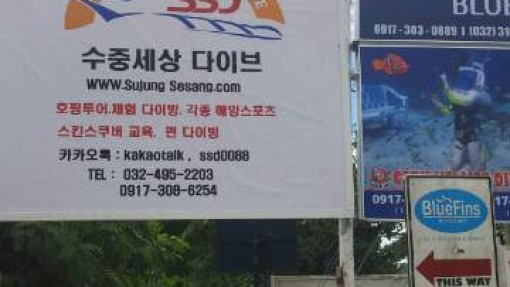 SSD
수중세상 다이브
WWW.Sujung Sesang.com
호핑투어.체험 다이빙, 각종 해양스포츠
스킨스쿠버 교육, 펀 다이빙
카카오톡 : kakaotalk , ssd0088
TEL : 032-495-2203
0917-308-6254
BLUE
0917-303-0889 | (032)
0917-
BlueFins
THIS WAY